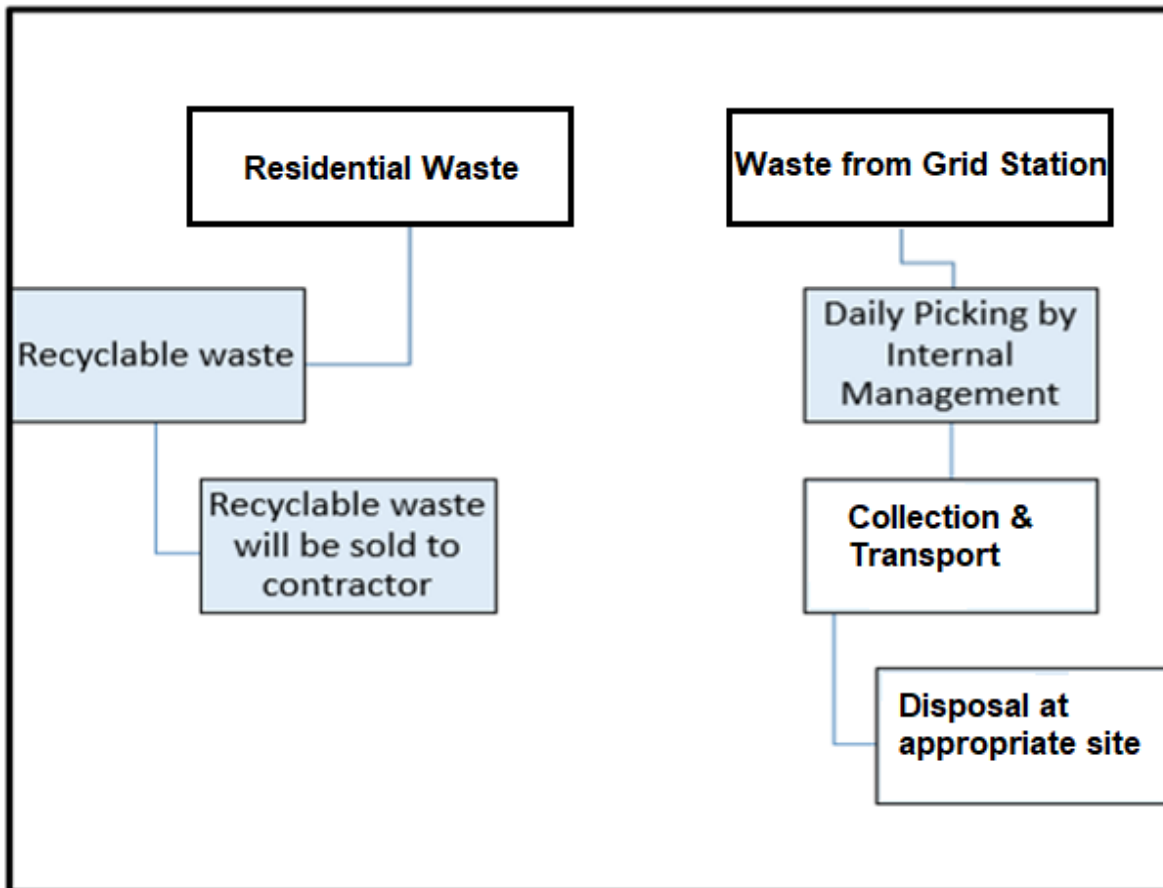 Residential Waste
Waste from Grid Station
Recyclable waste
Daily Picking by
Internal
Management
Recyclable waste
will be sold to
contractor
Collection &
Transport
Disposal at
appropriate site